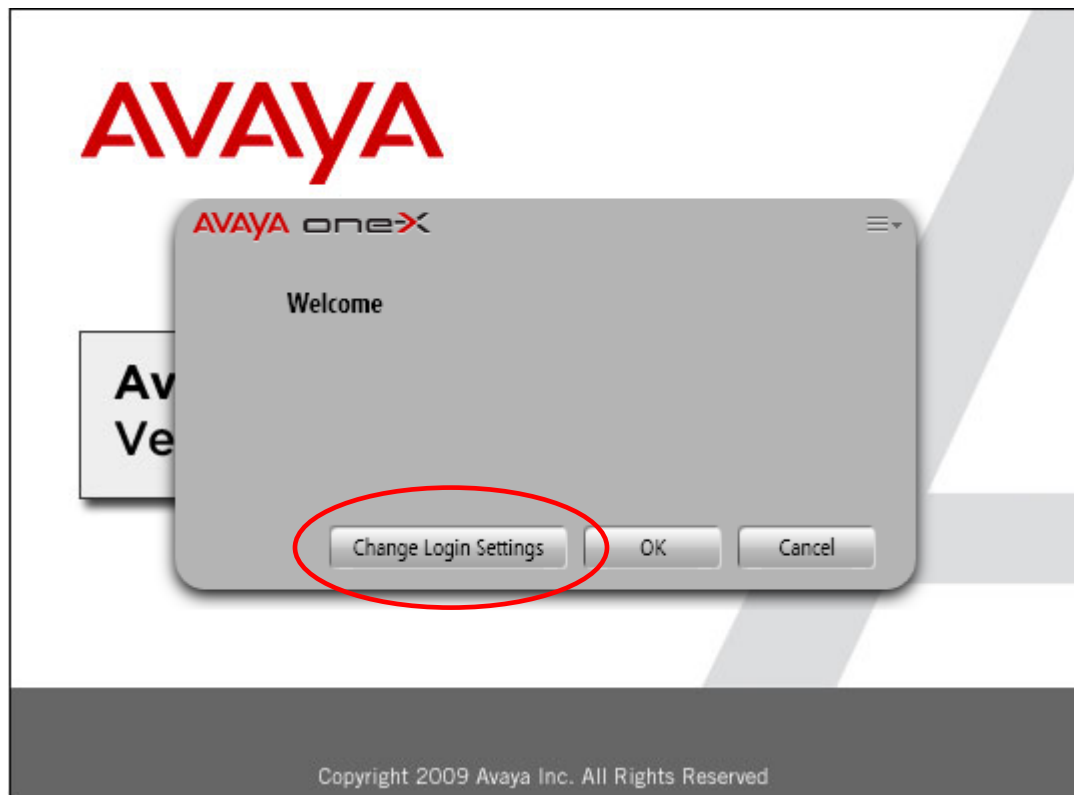 AVAYA
AVAYA one-X
Welcome
Av
Ve
Change Login Settings
OK
Cancel
Copyright 2009 Avaya Inc. All Rights Reserved